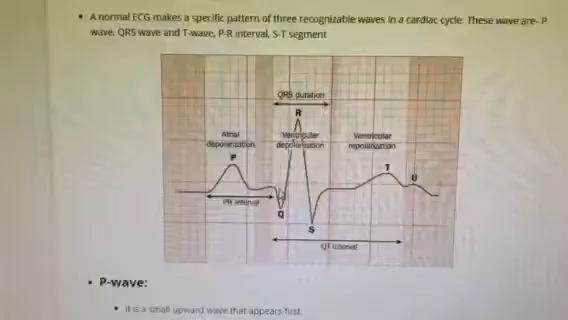 • A normal ECG makes a specific pattern of three recognizable waves in a cardiac cycle. These wave are- P
wave, QRS wave and T-wave, P-R interval, S-T segment
QRS duration
R
Atrial
depolarization
Ventricular
depolarization
Ventricular
repolarization
P
T
U
PR interval
Q
S
QT interval
• P-wave:
• It is a small upward wave that appears first